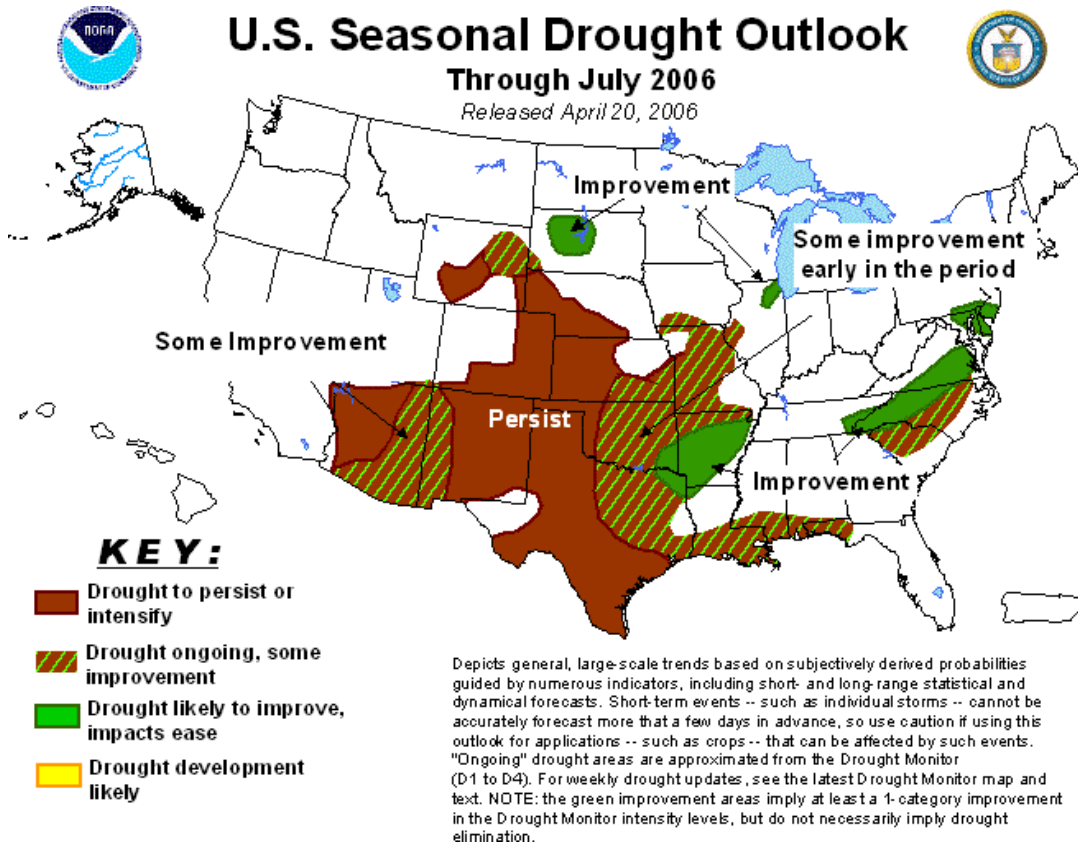 NOAA
U.S. Seasonal Drought Outlook
Through July 2006
Released April 20, 2006
Improvement
Some improvement
early in the period
Some Improvement
Persist
Improvement
KEY:
Drought to persist or
intensify
Drought ongoing, some
improvement
Drought likely to improve,
impacts ease
Drought development
likely
Depicts general, large-scale trends based on subjectively derived probabilities
guided by numerous indicators, including short- and long-range statistical and
dynamical forecasts. Short-term events -- such as individual storms -- cannot be
accurately forecast more that a few days in advance, so use caution if using this
outlook for applications -- such as crops -- that can be affected by such events.
"Ongoing" drought areas are approximated from the Drought Monitor
(D1 to D4). For weekly drought updates, see the latest Drought Monitor map and
text. NOTE: the green improvement areas imply at least a 1-category improvement
in the Drought Monitor intensity levels, but do not necessarily imply drought
elimination.